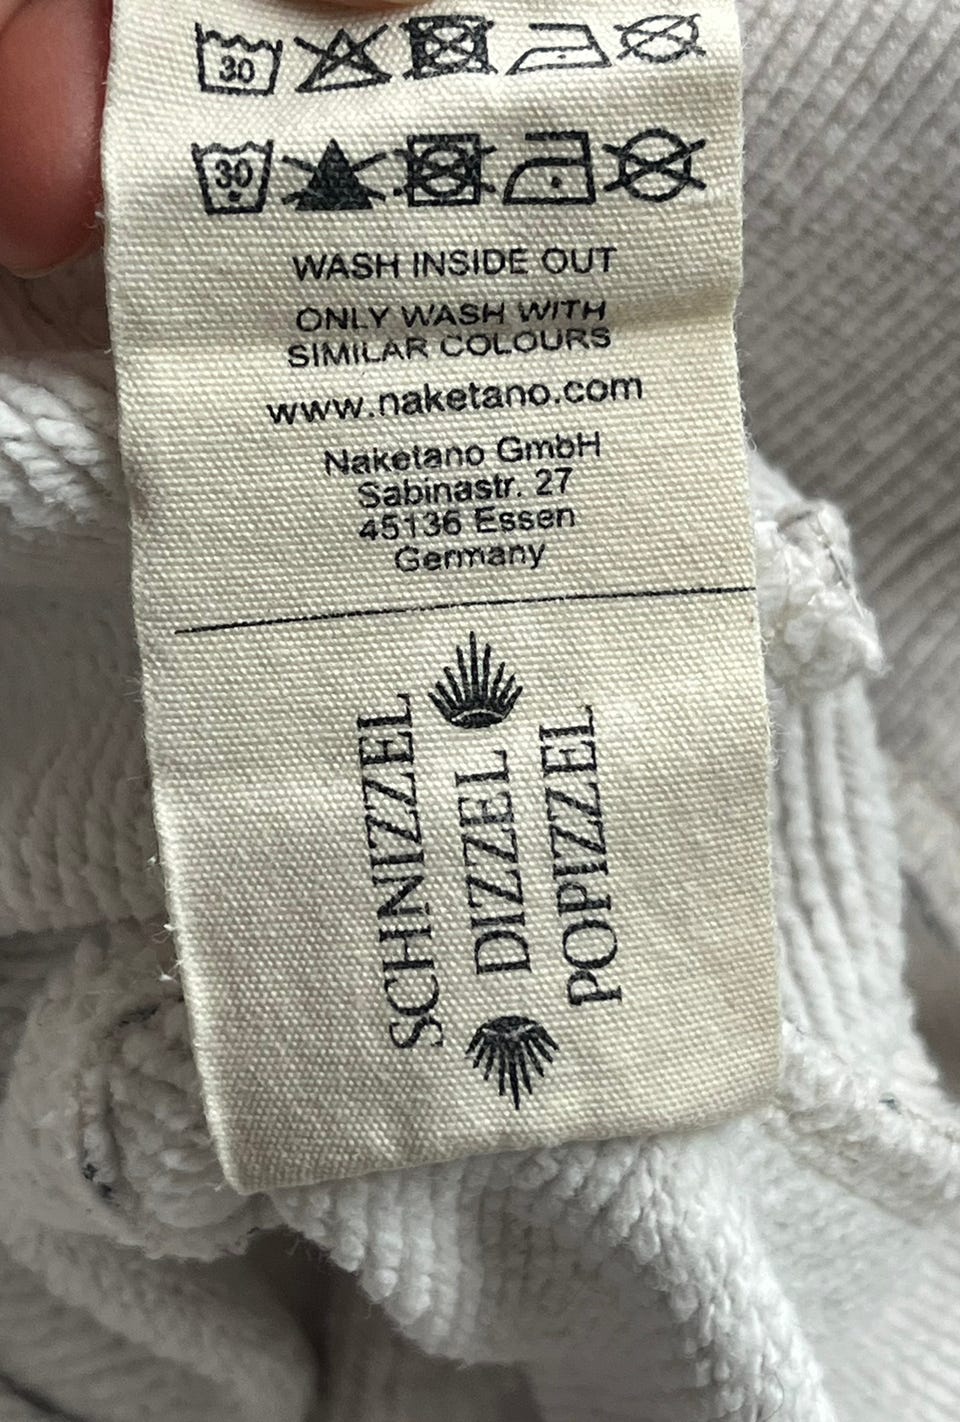 30
30
WASH INSIDE OUT
ONLY WASH WITH
SIMILAR COLOURS
www.naketano.com
Naketano GmbH
Sabinastr. 27
45136 Essen
Germany
SCHNIZZEL
DIZZEL
POPIZZEL